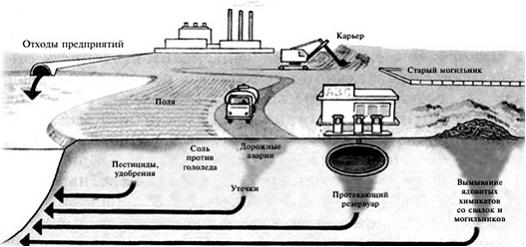 Карьер
Отходы предприятий
Старый могильник
АЗС
Поля
Соль
против
гололеда
Дорожные
аварии
Пестициды,
удобрения
Утечки
Протекающий
резервуар
Вымывание
ядовитых
химикатов
со свалок и
могильников